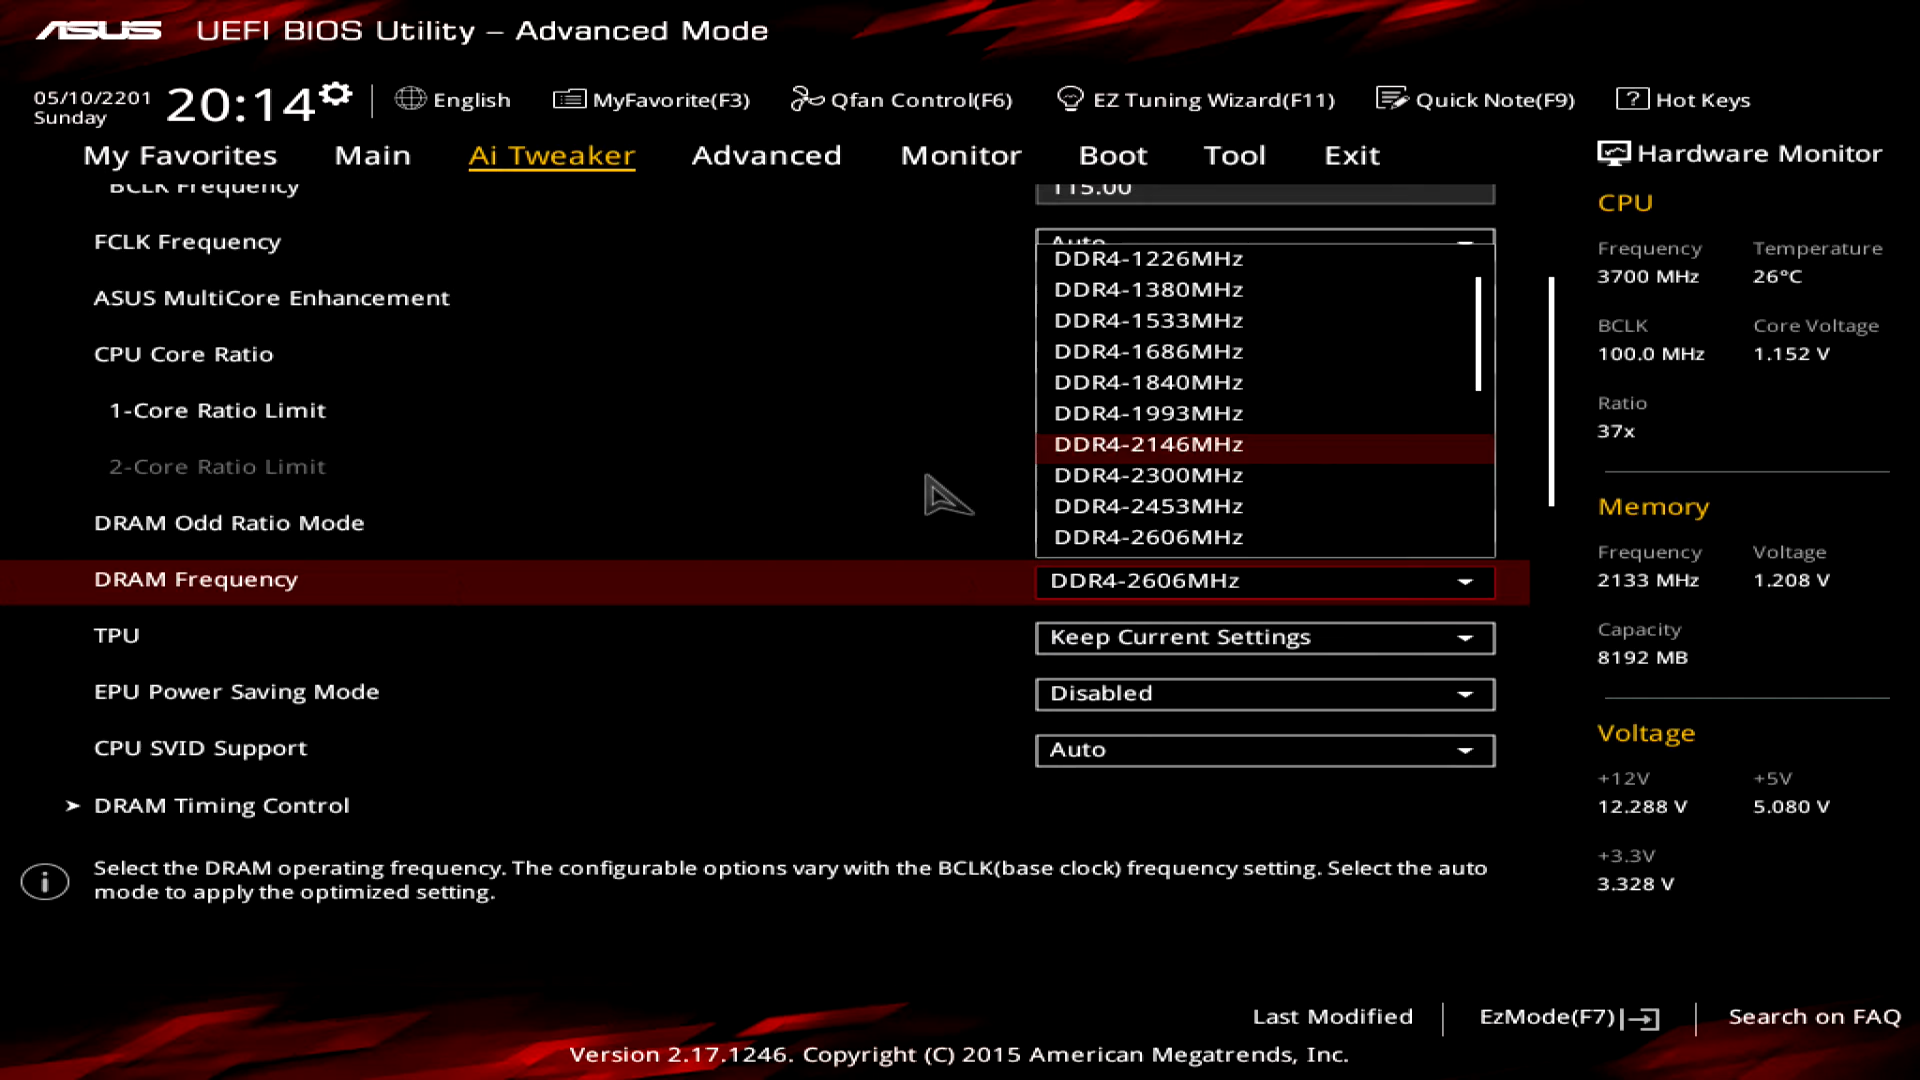 ASUS UEFI BIOS Utility – Advanced Mode
05/10/2201
Sunday
20:14
English
MyFavorite(F3)
Qfan Control(F6)
EZ Tuning Wizard(F11)
Quick Note(F9)
? Hot Keys
My Favorites
Main
Ai Tweaker
Advanced
Monitor
Boot
Tool
Exit
BCLK Frequency
115.00
FCLK Frequency
Auto
ASUS MultiCore Enhancement
CPU Core Ratio
1-Core Ratio Limit
2-Core Ratio Limit
DRAM Odd Ratio Mode
DDR4-1226MHz
DDR4-1380MHz
DDR4-1533MHz
DDR4-1686MHz
DDR4-1840MHz
DDR4-1993MHz
DDR4-2146MHz
DDR4-2300MHz
DDR4-2453MHz
DDR4-2606MHz
DRAM Frequency
DDR4-2606MHz
TPU
Keep Current Settings
EPU Power Saving Mode
Disabled
CPU SVID Support
Auto
DRAM Timing Control
Select the DRAM operating frequency. The configurable options vary with the BCLK(base clock) frequency setting. Select the auto
mode to apply the optimized setting.
Hardware Monitor
CPU
Frequency Temperature
3700 MHz 26°C
BCLK Core Voltage
100.0 MHz 1.152 V
Ratio
37x
Memory
Frequency Voltage
2133 MHz 1.208 V
Capacity
8192 MB
Voltage
+12V +5V
12.288 V 5.080 V
+3.3V
3.328 V
Last Modified
EzMode(F7)
Search on FAQ
Version 2.17.1246. Copyright (C) 2015 American Megatrends, Inc.